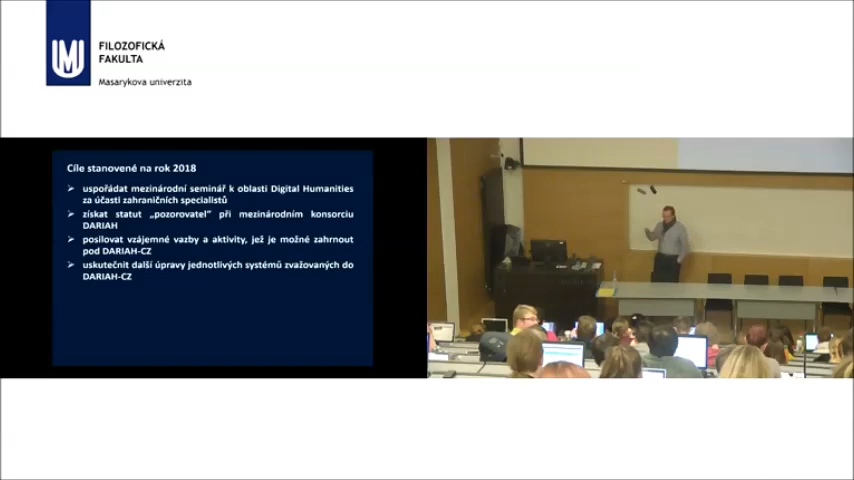 FILOZOFICKÁ
FAKULTA
Masarykova univerzita
Cíle stanovené na rok 2018
➢ uspořádat mezinárodní seminář k oblasti Digital Humanities
za účasti zahraničních specialistů
➢ získat statut „pozorovatel" při mezinárodním konsorciu
DARIAH
➢ posilovat vzájemné vazby a aktivity, jež je možné zahrnout
pod DARIAH-CZ
➢ uskutečnit další úpravy jednotlivých systémů zvažovaných do
DARIAH-CZ